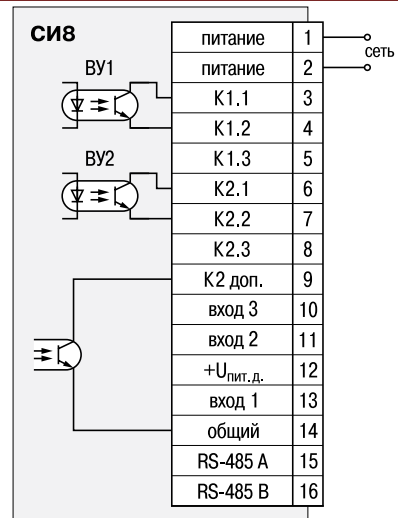 СИ8
питание 1
сеть
питание 2
ВУ1
К1.1 3
К1.2 4
К1.3 5
ВУ2
К2.1 6
К2.2 7
К2.3 8
К2 доп. 9
вход 3 10
вход 2 11
+Uпит. д. 12
вход 1 13
общий 14
RS-485 А 15
RS-485 В 16